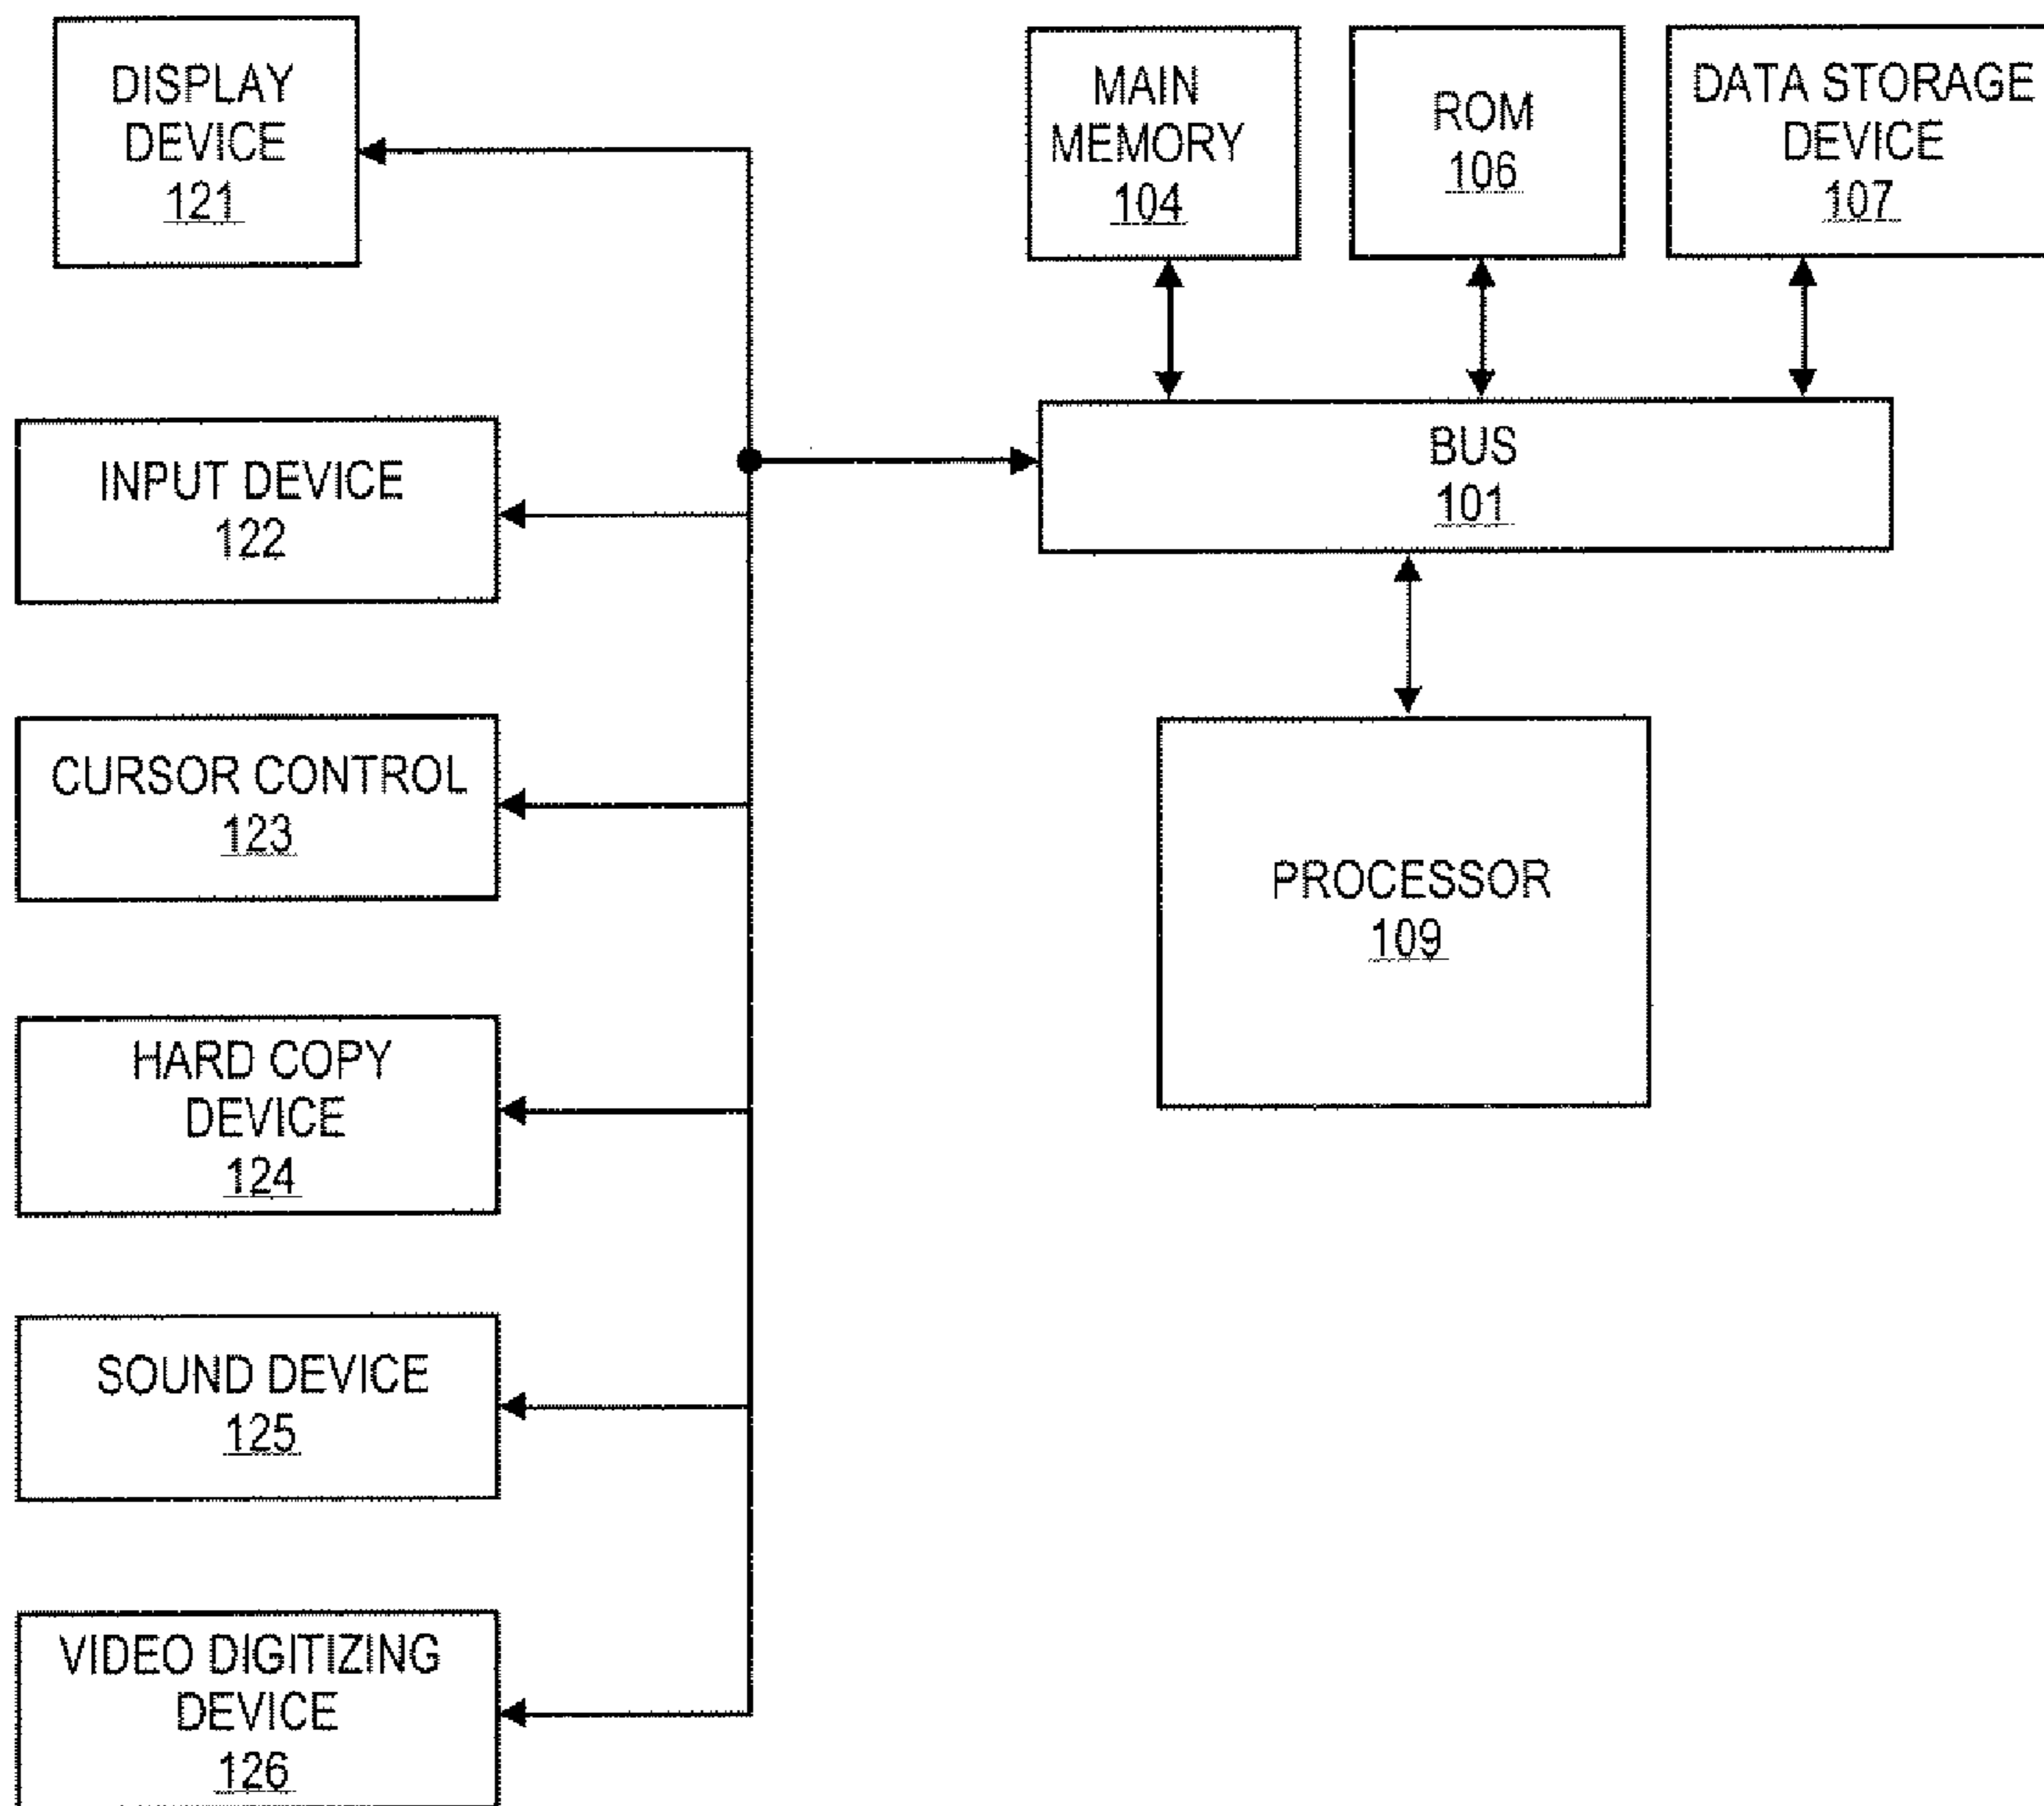 DISPLAY
DEVICE
121
MAIN
MEMORY
104
ROM
106
DATA STORAGE
DEVICE
107
INPUT DEVICE
122
BUS
101
CURSOR CONTROL
123
PROCESSOR
109
HARD COPY
DEVICE
124
SOUND DEVICE
125
VIDEO DIGITIZING
DEVICE
126